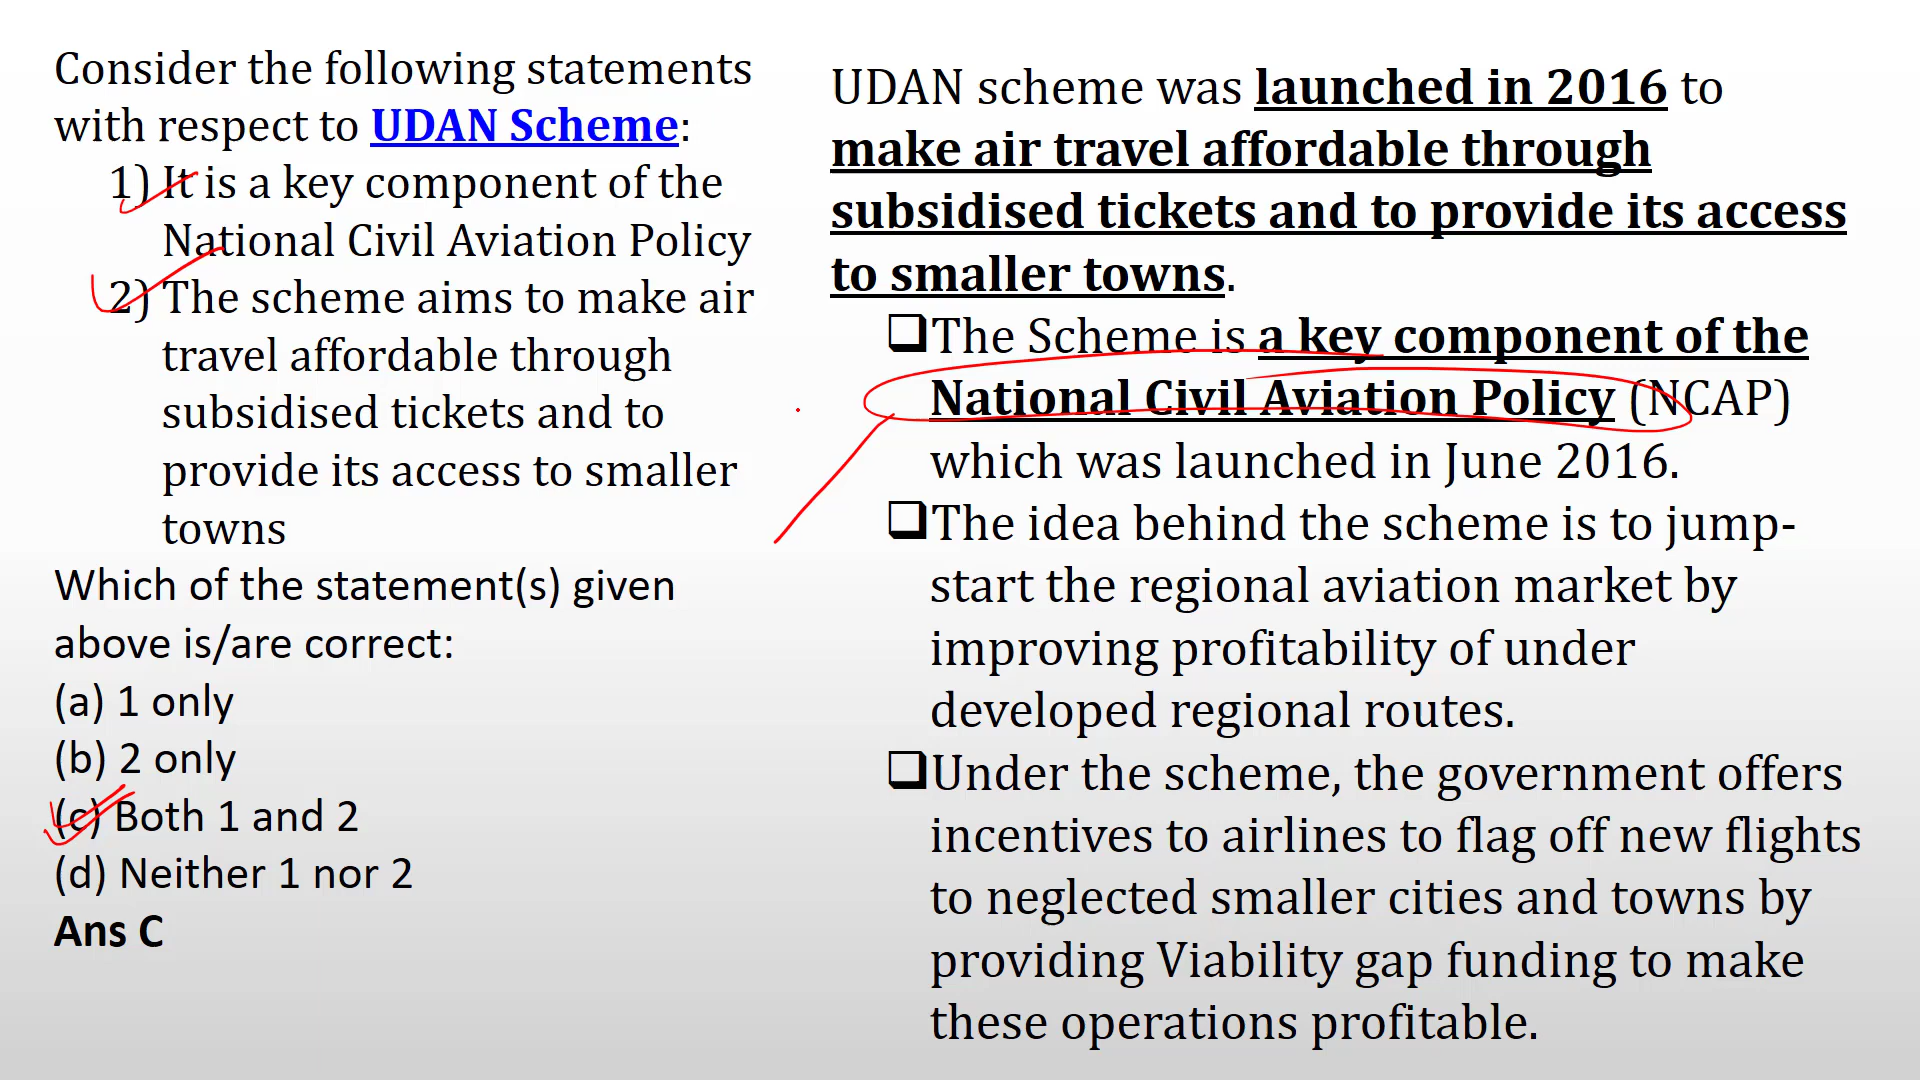 Consider the following statements
with respect to UDAN Scheme:
1) It is a key component of the
National Civil Aviation Policy
2) The scheme aims to make air
travel affordable through
subsidised tickets and to
provide its access to smaller
towns
Which of the statement(s) given
above is/are correct:
(a) 1 only
(b) 2 only
(c) Both 1 and 2
(d) Neither 1 nor 2
Ans C
UDAN scheme was launched in 2016 to
make air travel affordable through
subsidised tickets and to provide its access
to smaller towns.
❑The Scheme is a key component of the
National Civil Aviation Policy (NCAP)
which was launched in June 2016.
❑The idea behind the scheme is to jump-
start the regional aviation market by
improving profitability of under
developed regional routes.
❑Under the scheme, the government offers
incentives to airlines to flag off new flights
to neglected smaller cities and towns by
providing Viability gap funding to make
these operations profitable.